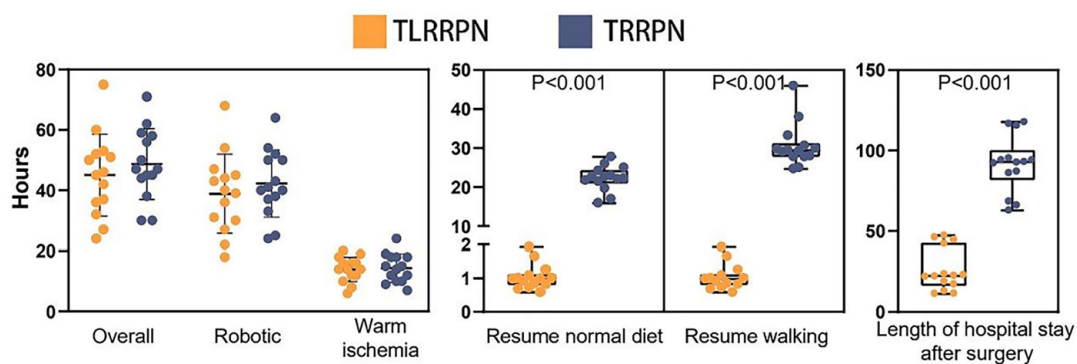 TLRRPN TRRPN
Hours
80
60
40
20
0
Overall
Robotic
Warm
ischemia
50
40
30
20
10
2
1
0
P<0.001
P<0.001
Resume normal diet
Resume walking
150
100
50
0
P<0.001
Length of hospital stay
after surgery